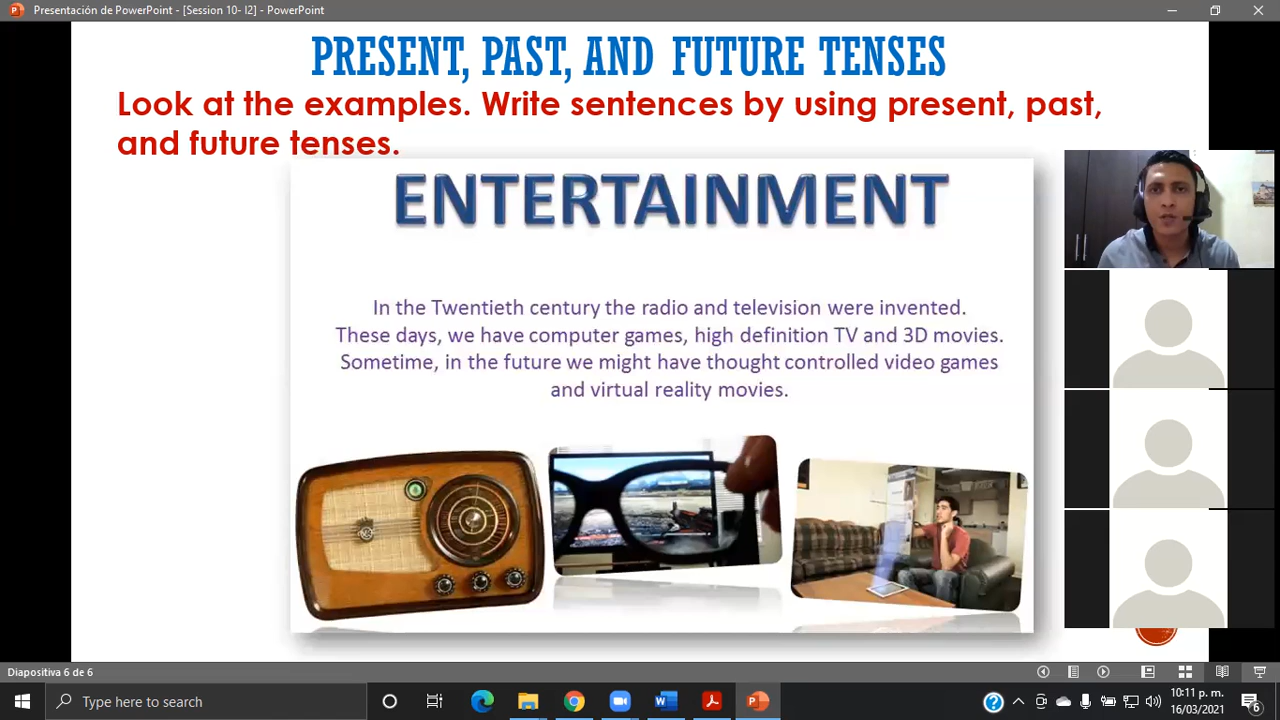 Presentación de PowerPoint - [Session 10- I2] - PowerPoint
PRESENT, PAST, AND FUTURE TENSES
Look at the examples. Write sentences by using present, past,
and future tenses.
ENTERTAINMENT
In the Twentieth century the radio and television were invented.
These days, we have computer games, high definition TV and 3D movies.
Sometime, in the future we might have thought controlled video games
and virtual reality movies.
Diapositiva 6 de 6
Type here to search
10:11 p. m.
16/03/2021
6